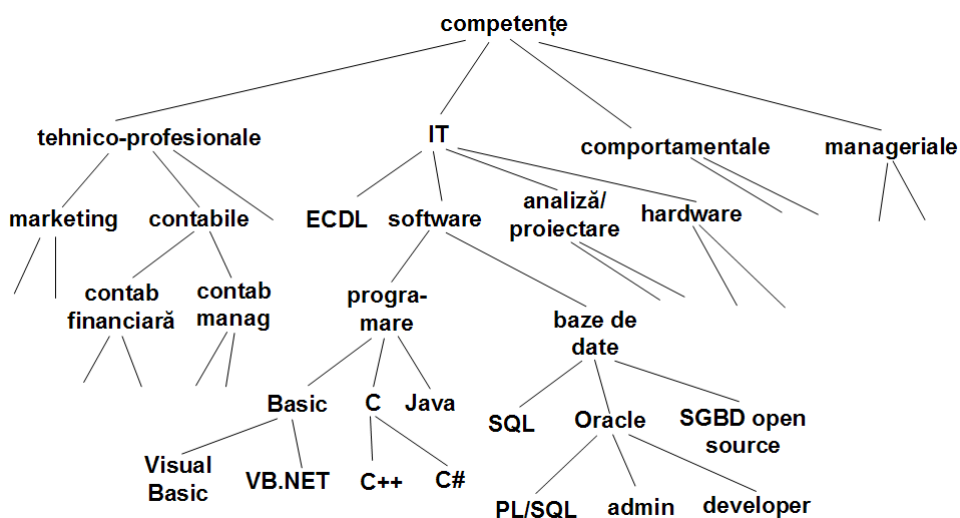 competențe
tehnico-profesionale
IT
comportamentale
manageriale
marketing
contabile
ECDL
software
analiză/
proiectare
hardware
contab
financiară
contab
manag
progra-
mare
baze de
date
Basic
C
Java
SQL
Oracle
SGBD open
source
Visual
Basic
VB.NET
C++
C#
PL/SQL
admin
developer